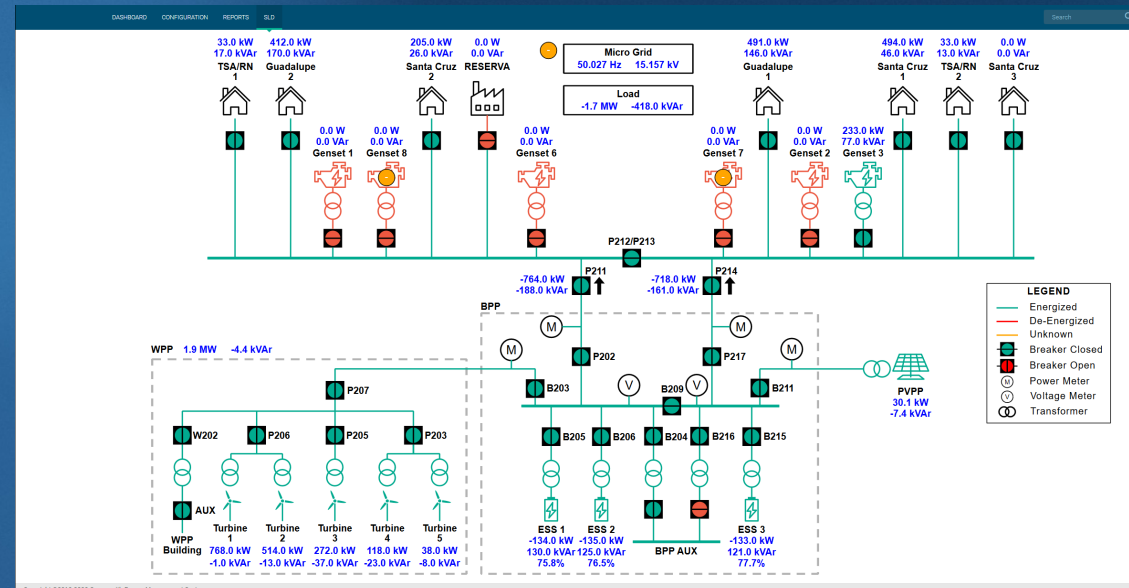 DASHBOARD CONFIGURATION REPORTS SLD Search
33.0 kW
17.0 kVAr
TSA/RN
1
412.0 kW
170.0 kVAr
Guadalupe
2
205.0 kW
26.0 kVAr
Santa Cruz
2
0.0 W
0.0 VAr
RESERVA
Micro Grid
50.027 Hz 15.157 kV
Load
-1.7 MW -418.0 kVAr
491.0 kW
146.0 kVAr
Guadalupe
1
494.0 kW
46.0 kVAr
Santa Cruz
1
33.0 kW
13.0 kVAr
TSA/RN
2
0.0 W
0.0 VAr
Santa Cruz
3
0.0 W
0.0 VAr
Genset 1
0.0 W
0.0 VAr
Genset 8
0.0 W
0.0 VAr
Genset 6
0.0 W
0.0 VAr
Genset 7
0.0 W
0.0 VAr
Genset 2
233.0 kW
77.0 kVAr
Genset 3
P212/P213
P211
-764.0 kW
-188.0 kVAr
P214
-718.0 kW
-161.0 kVAr
LEGEND
Energized
De-Energized
Unknown
Breaker Closed
Breaker Open
M Power Meter
V Voltage Meter
Transformer
BPP
M
M
P202
P217
M
M
WPP 1.9 MW -4.4 kVAr
P207
B203
V
B209
V
B211
PVPP
30.1 kW
-7.4 kVAr
W202
P206
P205
P203
B205
B206
B204
B216
B215
AUX
WPP
Building
Turbine
1
768.0 kW
-1.0 kVAr
Turbine
2
514.0 kW
-13.0 kVAr
Turbine
3
272.0 kW
-37.0 kVAr
Turbine
4
118.0 kW
-23.0 kVAr
Turbine
5
38.0 kW
-8.0 kVAr
ESS 1
-134.0 kW
130.0 kVAr
75.8%
ESS 2
-135.0 kW
125.0 kVAr
76.5%
BPP AUX
ESS 3
-133.0 kW
121.0 kVAr
77.7%